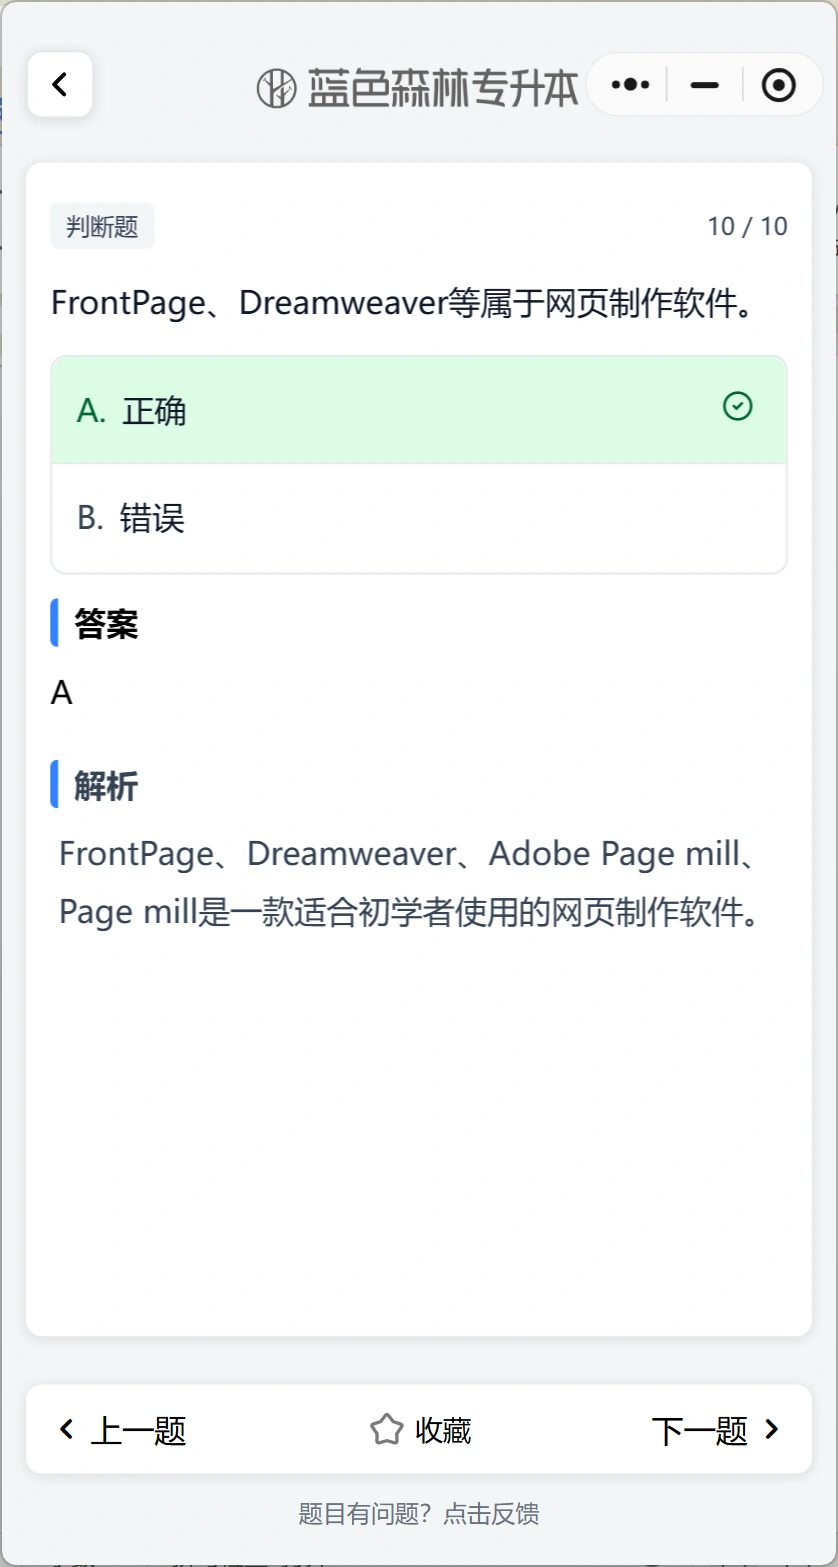 蓝色森林专升本
判断题
10 / 10
FrontPage、Dreamweaver等属于网页制作软件。
A. 正确
B. 错误
答案
A
解析
FrontPage、Dreamweaver、Adobe Page mill、
Page mill是一款适合初学者使用的网页制作软件。
上一题
收藏
下一题
题目有问题？点击反馈